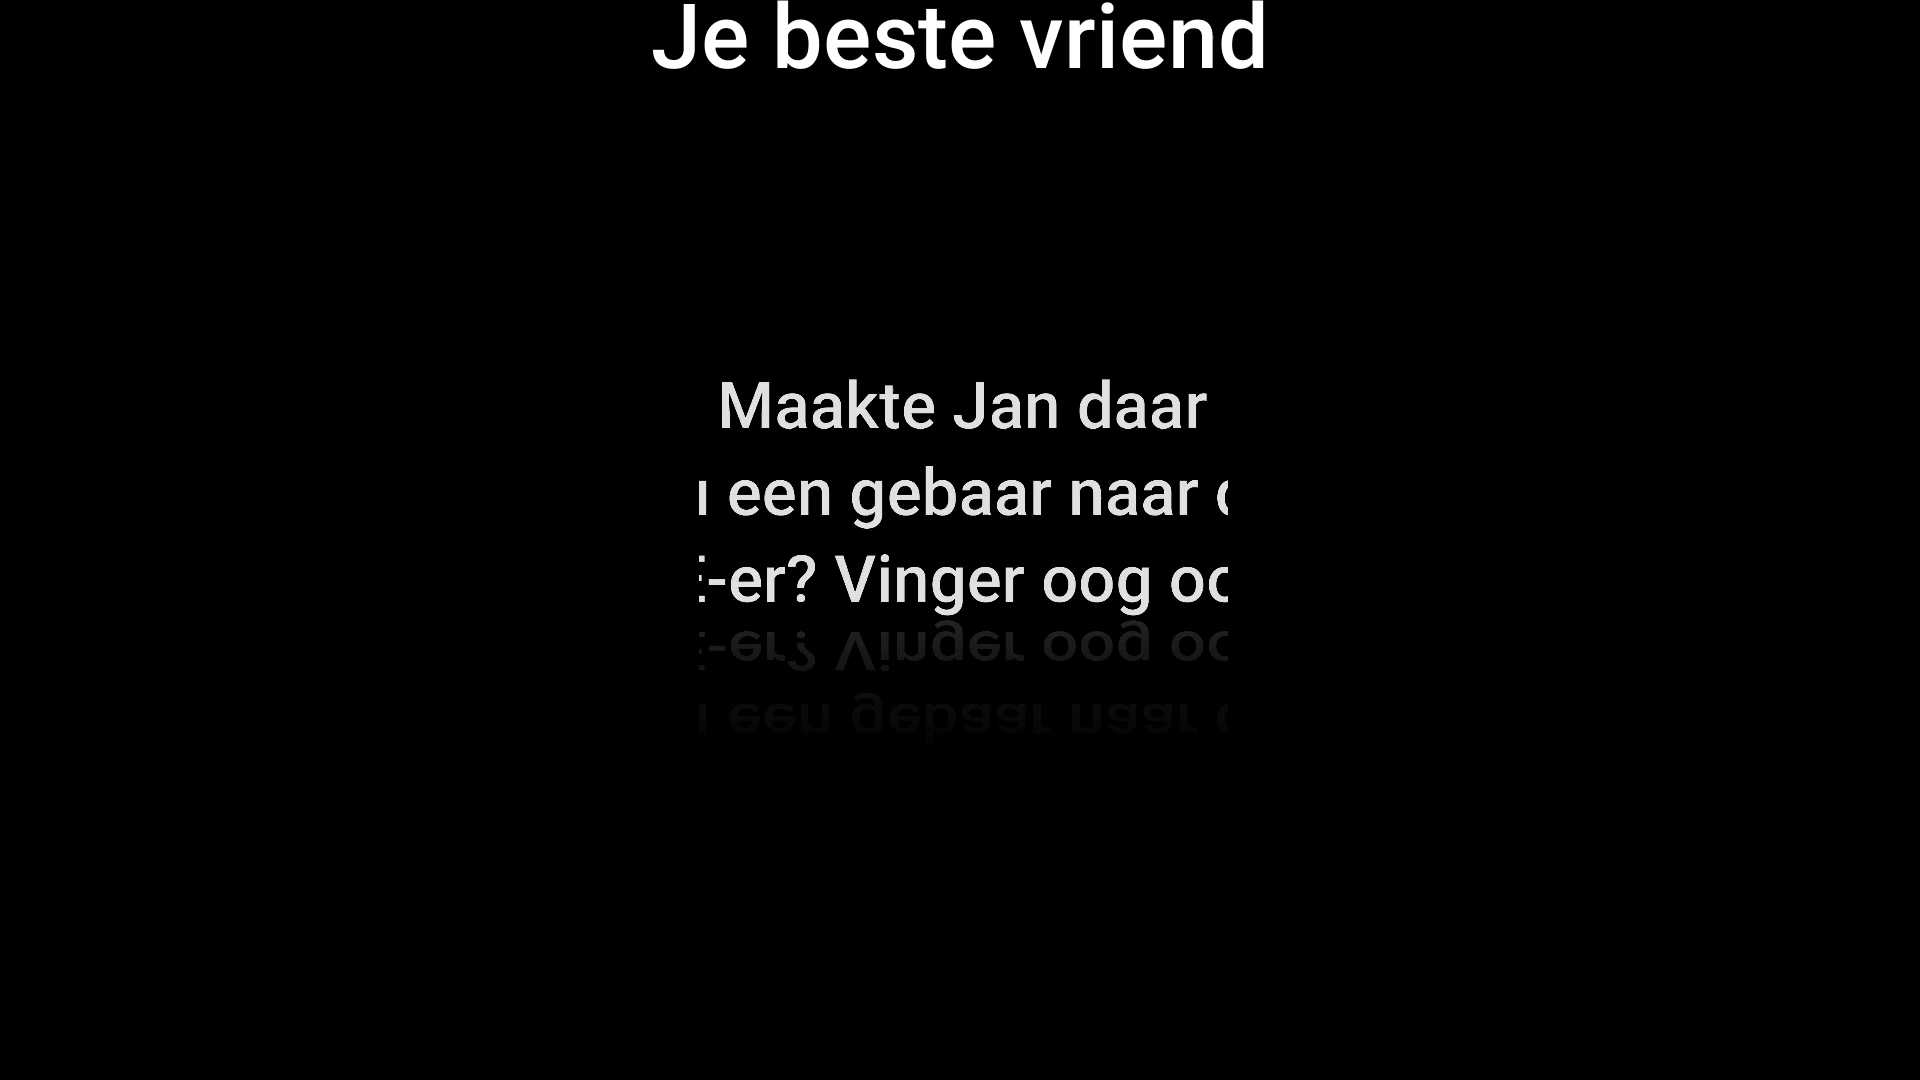 Je beste vriend
Maakte Jan daar
een gebaar naar
-er? Vinger oog